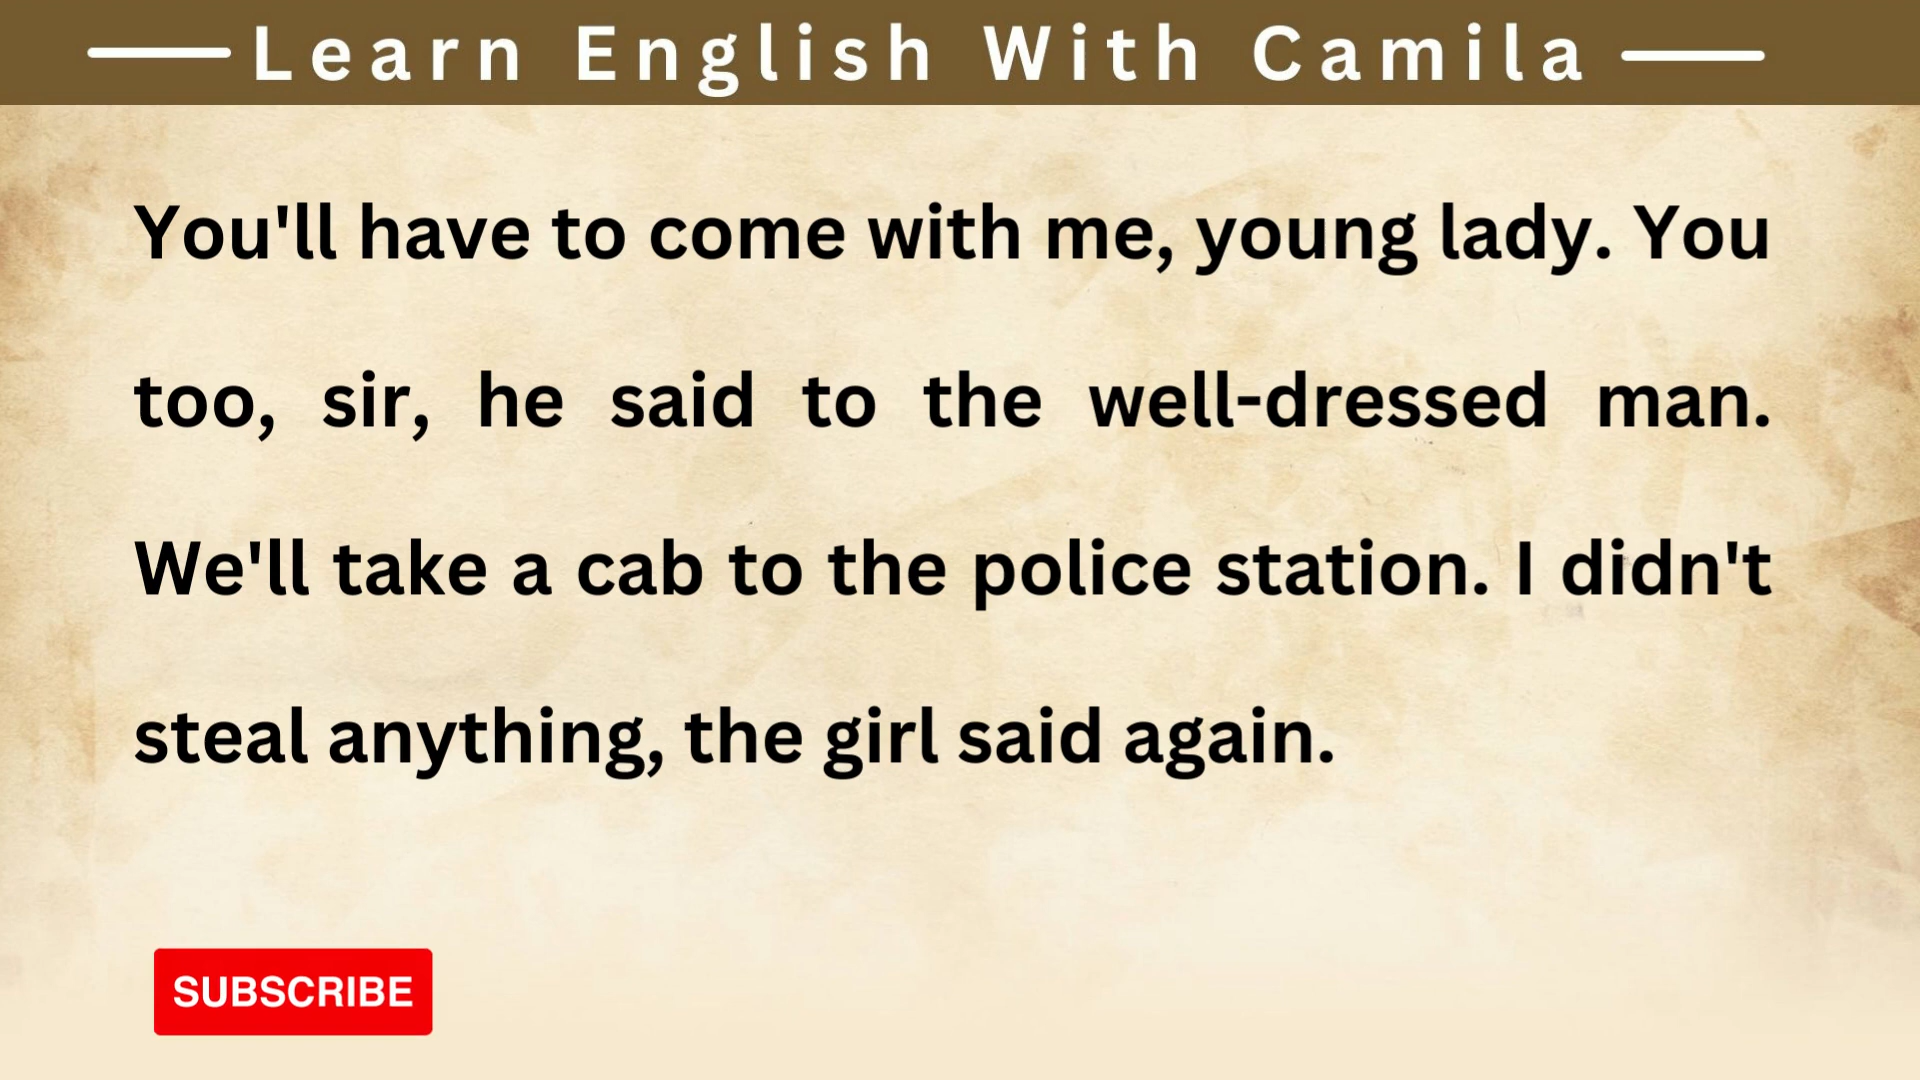 Learn English With Camila
You'll have to come with me, young lady. You
too, sir, he said to the well-dressed man.
We'll take a cab to the police station. I didn't
steal anything, the girl said again.
SUBSCRIBE